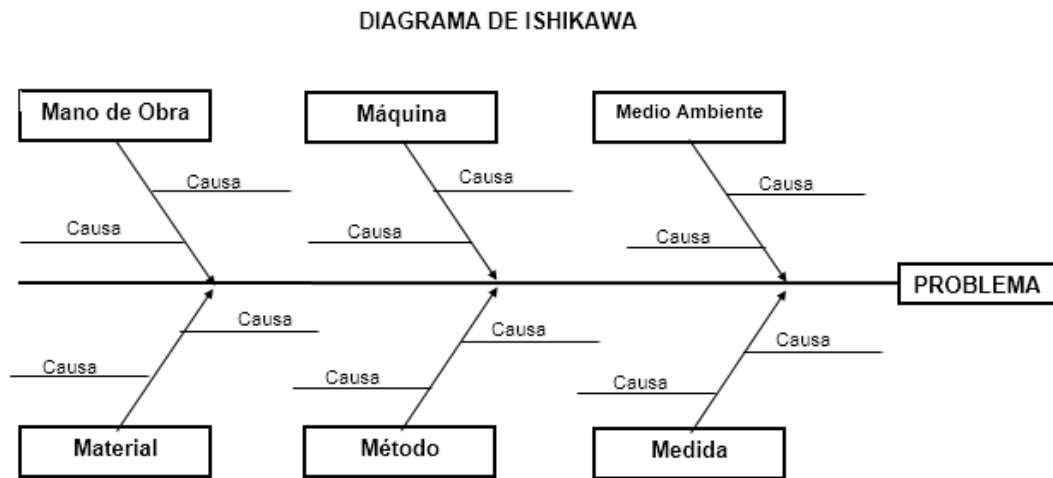 DIAGRAMA DE ISHIKAWA
Mano de Obra
Máquina
Medio Ambiente
Causa
Causa
Causa
Causa
Causa
Causa
PROBLEMA
Causa
Causa
Causa
Causa
Causa
Causa
Material
Método
Medida